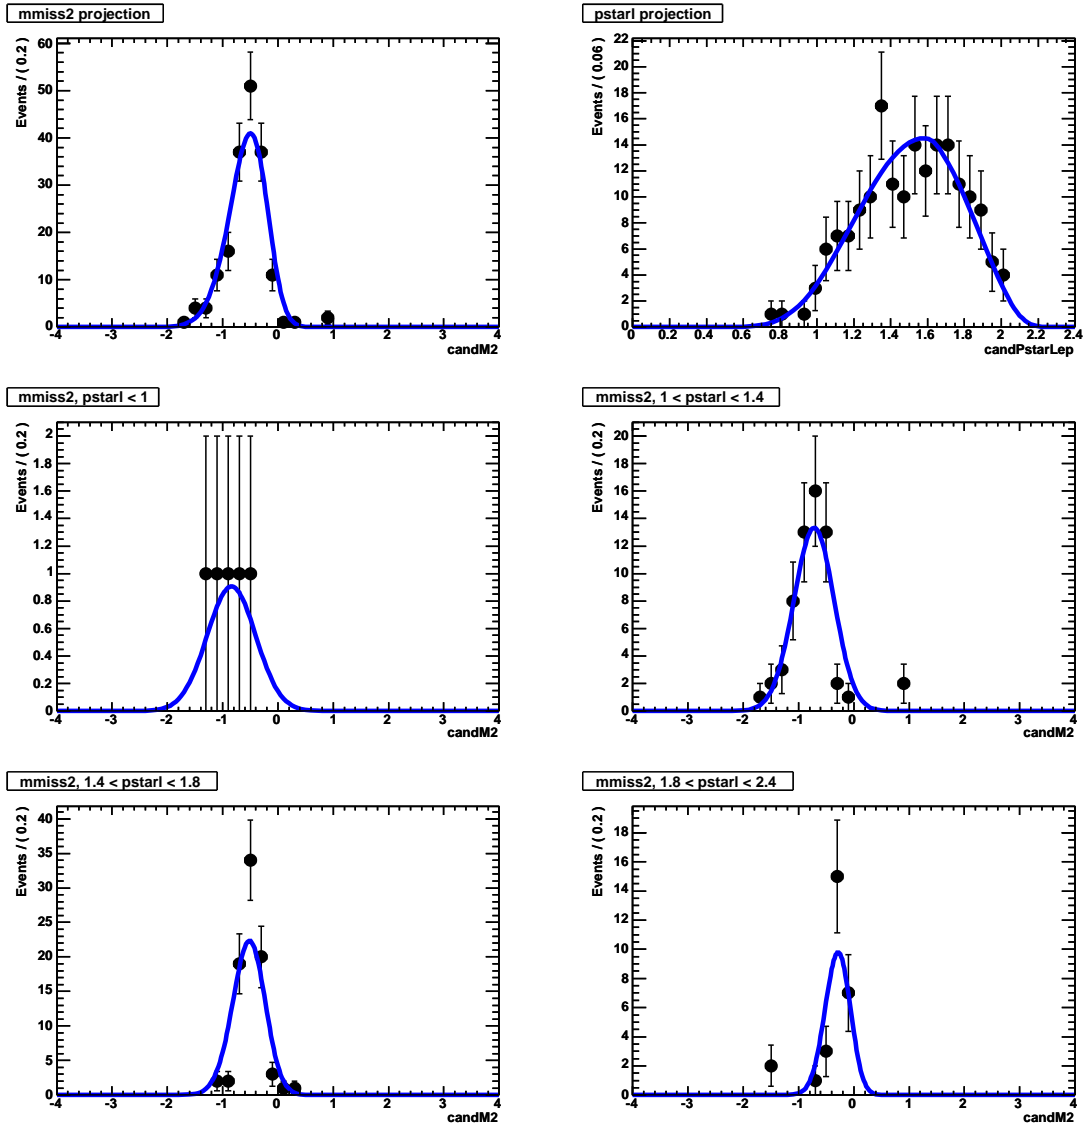 mmiss2 projection
Events / ( 0.2 )
60
50
40
30
20
10
0
-4 -3 -2 -1 0 1 2 3 4
candM2
pstarl projection
Events / ( 0.06 )
22
20
18
16
14
12
10
8
6
4
2
0
0 0.2 0.4 0.6 0.8 1 1.2 1.4 1.6 1.8 2 2.2 2.4
candPstarLep
mmiss2, pstarl < 1
Events / ( 0.2 )
2
1.8
1.6
1.4
1.2
1
0.8
0.6
0.4
0.2
0
-4 -3 -2 -1 0 1 2 3 4
candM2
mmiss2, 1 < pstarl < 1.4
Events / ( 0.2 )
20
18
16
14
12
10
8
6
4
2
0
-4 -3 -2 -1 0 1 2 3 4
candM2
mmiss2, 1.4 < pstarl < 1.8
Events / ( 0.2 )
40
35
30
25
20
15
10
5
0
-4 -3 -2 -1 0 1 2 3 4
candM2
mmiss2, 1.8 < pstarl < 2.4
Events / ( 0.2 )
18
16
14
12
10
8
6
4
2
0
-4 -3 -2 -1 0 1 2 3 4
candM2